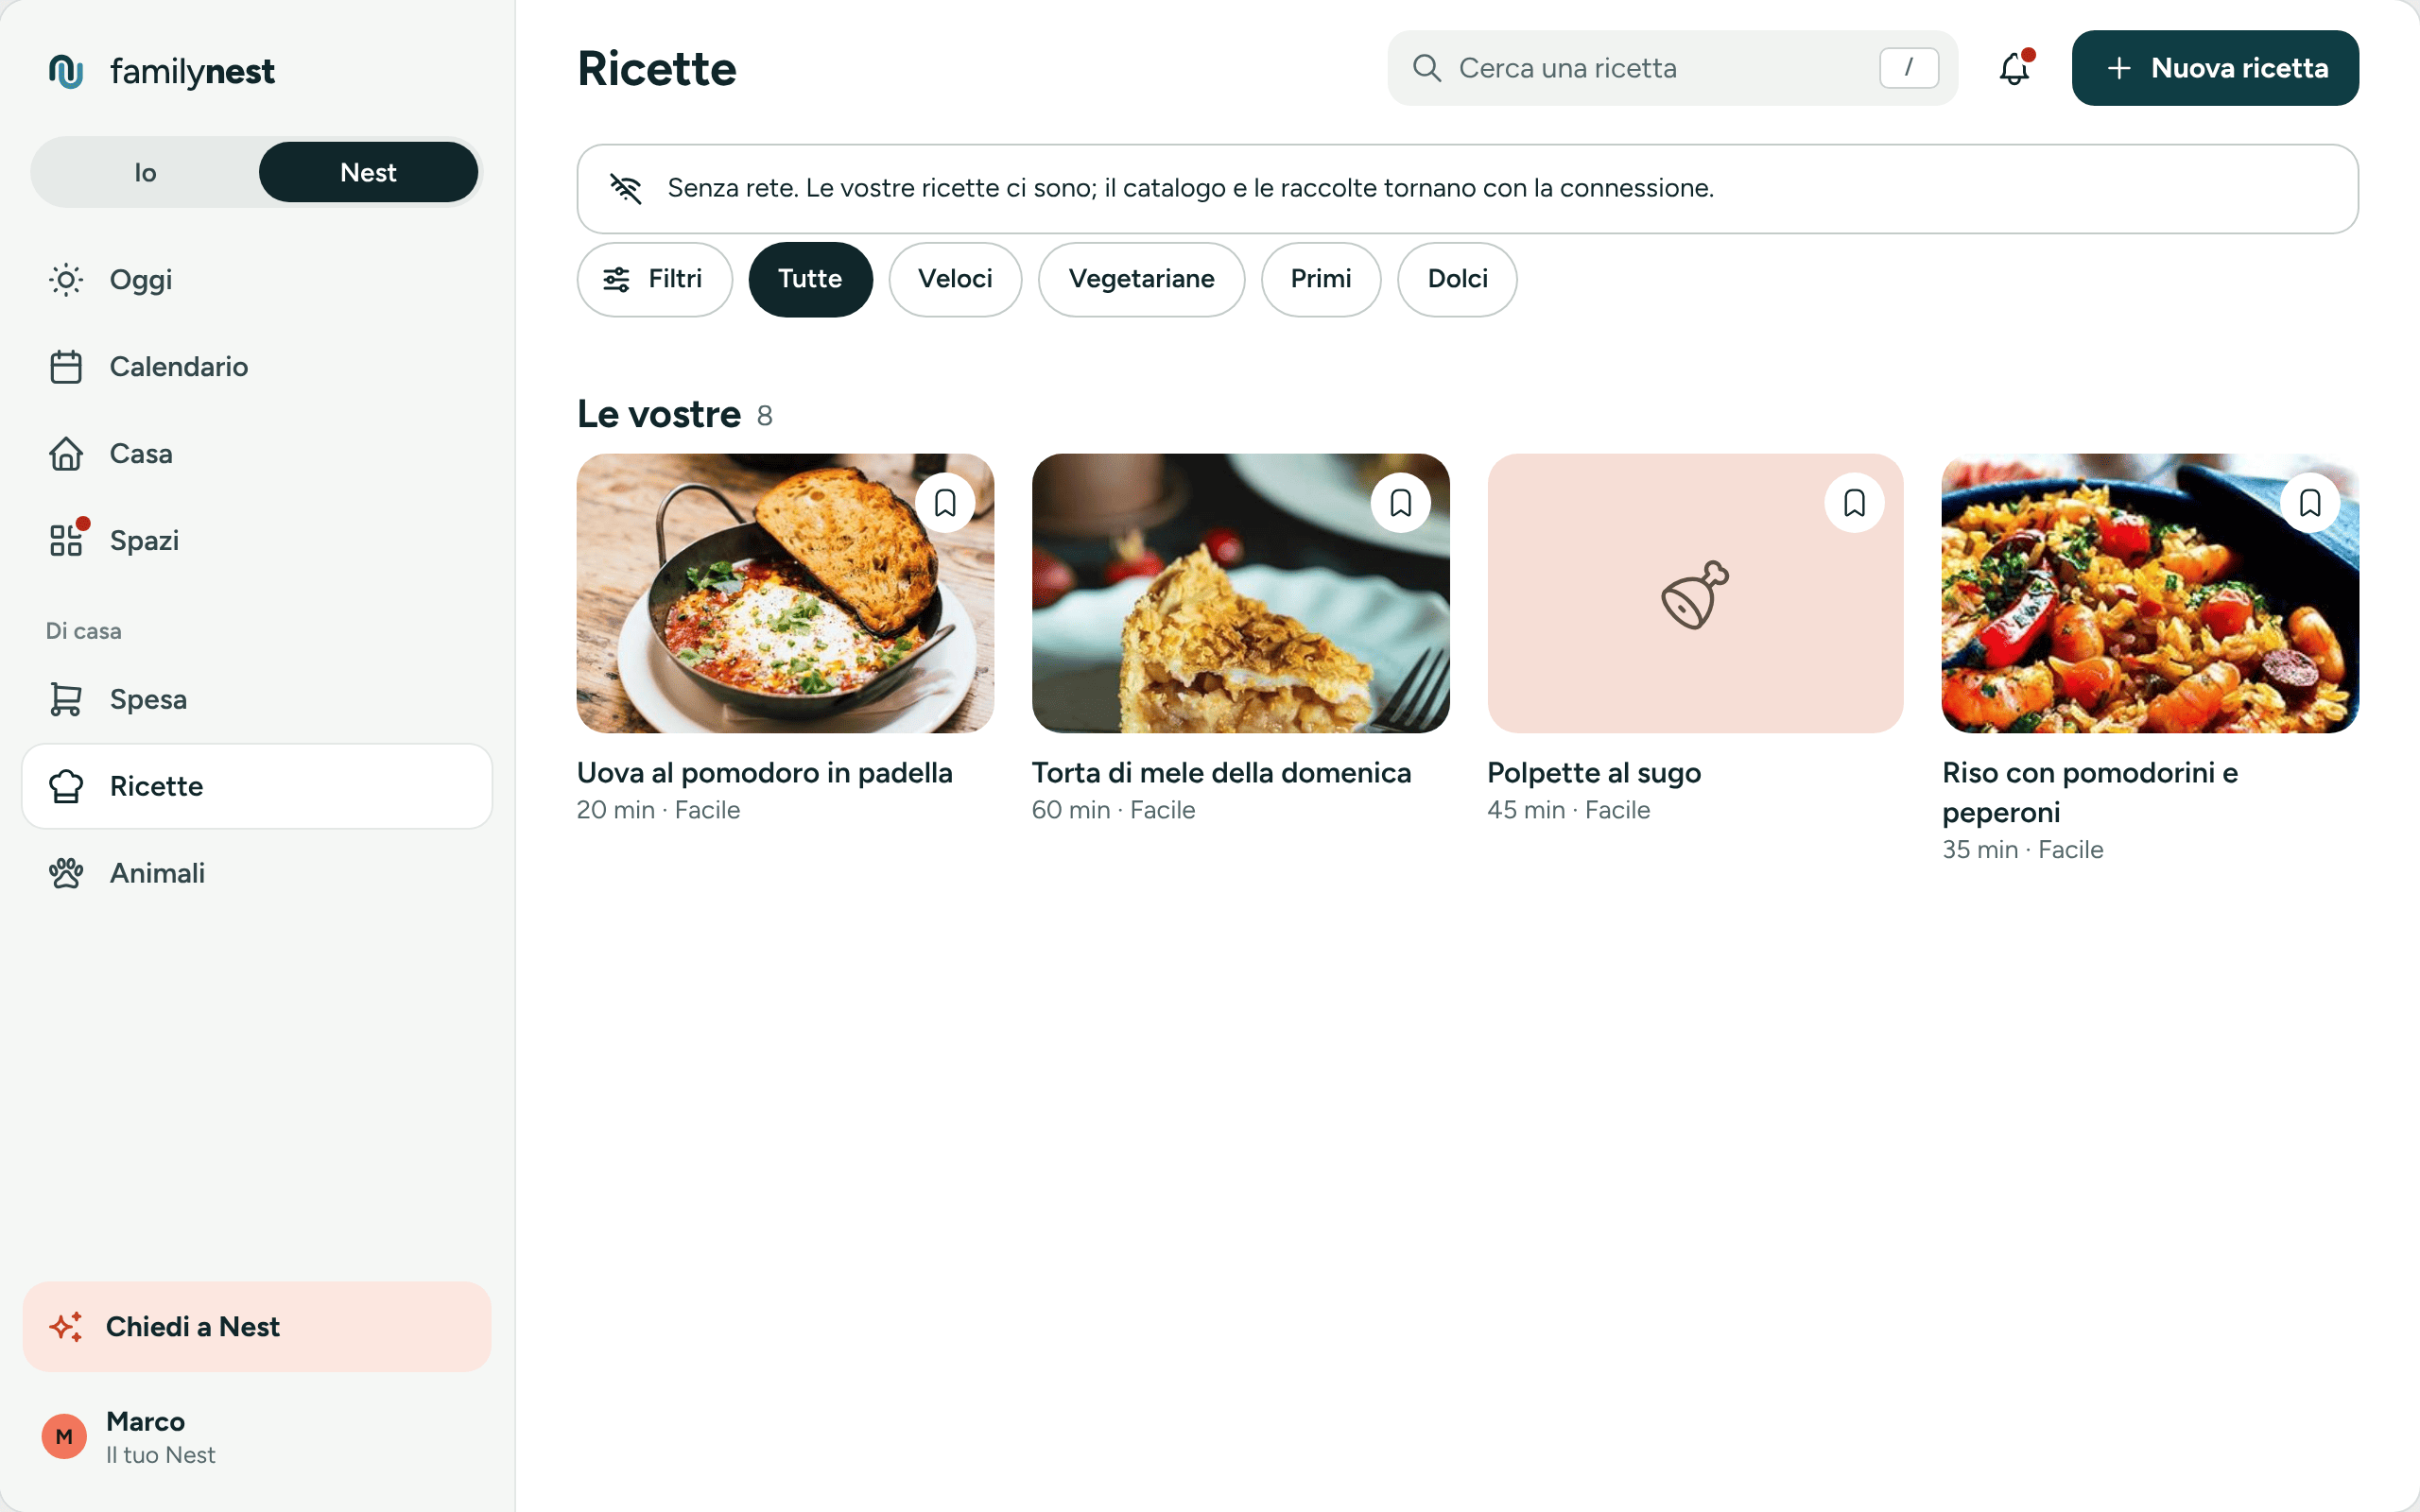 familynest
Io
Nest
Oggi
Calendario
Casa
Spazi
Di casa
Spesa
Ricette
Animali
Chiedi a Nest
M
Marco
Il tuo Nest
Ricette
Cerca una ricetta
/
Nuova ricetta
Senza rete. Le vostre ricette ci sono; il catalogo e le raccolte tornano con la connessione.
Filtri
Tutte
Veloci
Vegetariane
Primi
Dolci
Le vostre 8
Uova al pomodoro in padella
20 min · Facile
Torta di mele della domenica
60 min · Facile
Polpette al sugo
45 min · Facile
Riso con pomodorini e
peperoni
35 min · Facile